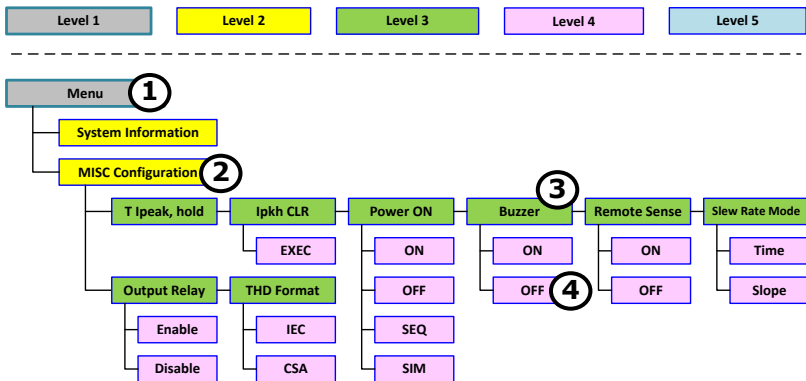 Level 1 Level 2 Level 3 Level 4 Level 5
Menu 1
System Information
MISC Configuration 2
3
T Ipeak, hold Ipkh CLR Power ON Buzzer Remote Sense Slew Rate Mode
EXEC ON ON ON Time
Output Relay THD Format OFF OFF 4 OFF Slope
Enable IEC SEQ
Disable CSA SIM